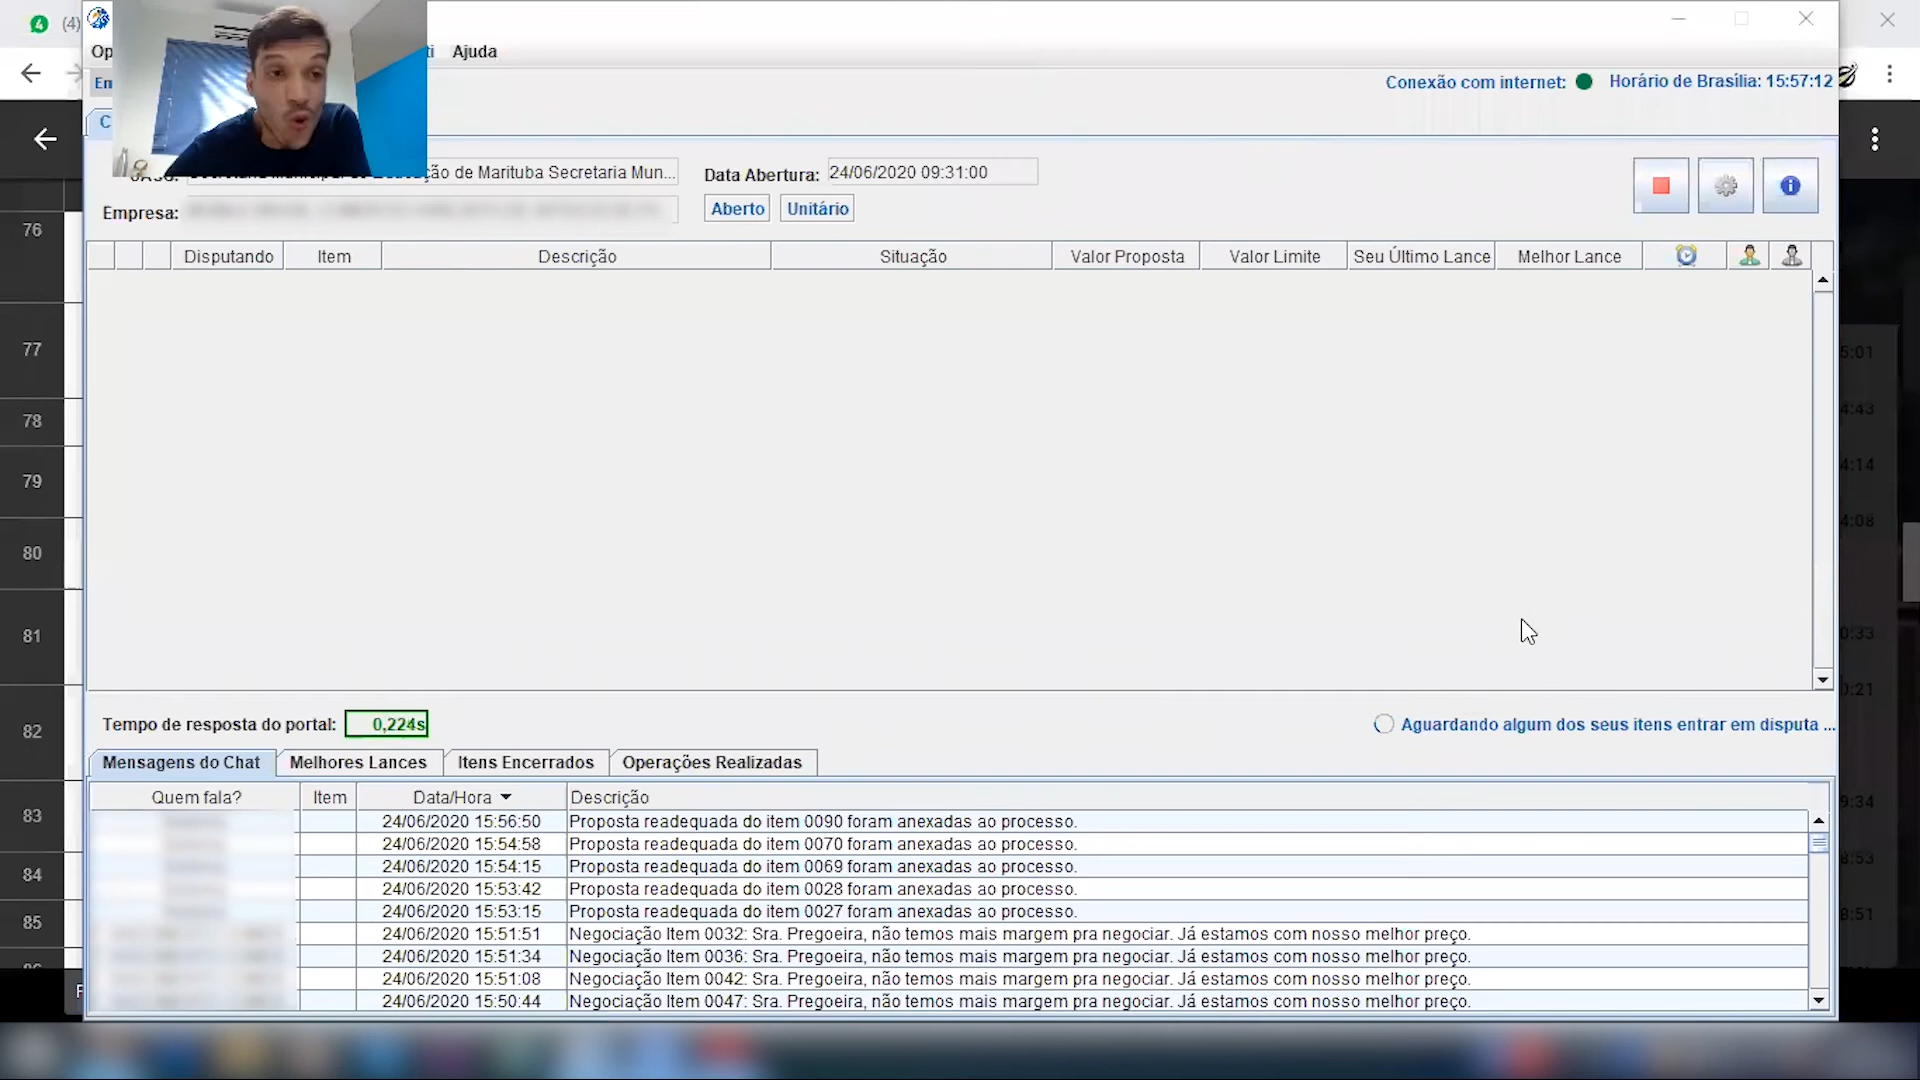 (4)
Ajuda
Conexão com internet:
Horário de Brasília: 15:57:12
Secretaria Municipal de Educação de Marituba Secretaria Mun...
Data Abertura: 24/06/2020 09:31:00
Empresa:
Aberto
Unitário
Disputando Item Descrição Situação Valor Proposta Valor Limite Seu Último Lance Melhor Lance
76
77
78
79
80
81
82
83
84
85
Tempo de resposta do portal: 0,224s
Aguardando algum dos seus itens entrar em disputa ...
Mensagens do Chat Melhores Lances Itens Encerrados Operações Realizadas
Quem fala? Item Data/Hora Descrição
24/06/2020 15:56:50 Proposta readequada do item 0090 foram anexadas ao processo.
24/06/2020 15:54:58 Proposta readequada do item 0070 foram anexadas ao processo.
24/06/2020 15:54:15 Proposta readequada do item 0069 foram anexadas ao processo.
24/06/2020 15:53:42 Proposta readequada do item 0028 foram anexadas ao processo.
24/06/2020 15:53:15 Proposta readequada do item 0027 foram anexadas ao processo.
24/06/2020 15:51:51 Negociação Item 0032: Sra. Pregoeira, não temos mais margem pra negociar. Já estamos com nosso melhor preço.
24/06/2020 15:51:34 Negociação Item 0036: Sra. Pregoeira, não temos mais margem pra negociar. Já estamos com nosso melhor preço.
24/06/2020 15:51:08 Negociação Item 0042: Sra. Pregoeira, não temos mais margem pra negociar. Já estamos com nosso melhor preço.
24/06/2020 15:50:44 Negociação Item 0047: Sra. Pregoeira, não temos mais margem pra negociar. Já estamos com nosso melhor preço.